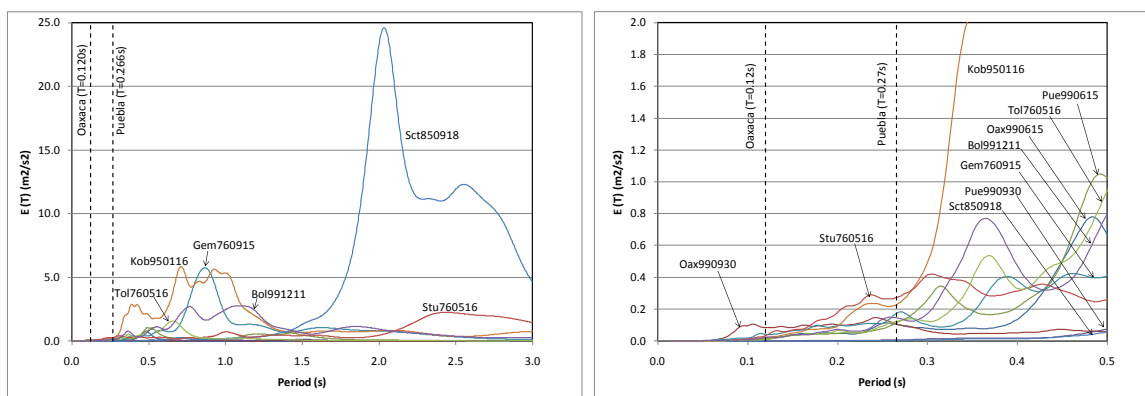 25.0
20.0
15.0
10.0
5.0
0.0
E (T) (m2/s2)
Oaxaca (T=0.120s)
Puebla (T=0.266s)
Sct850918
Gem760915
Kob950116
Tol760516
Bol991211
Stu760516
0.0 0.5 1.0 1.5 2.0 2.5 3.0
Period (s)
2.0
1.8
1.6
1.4
1.2
1.0
0.8
0.6
0.4
0.2
0.0
E (T) (m2/s2)
Oaxaca (T=0.12s)
Puebla (T=0.27s)
Kob950116
Pue990615
Tol760516
Oax990615
Bol991211
Gem760915
Pue990930
Sct850918
Stu760516
Oax990930
0.0 0.1 0.2 0.3 0.4 0.5
Period (s)